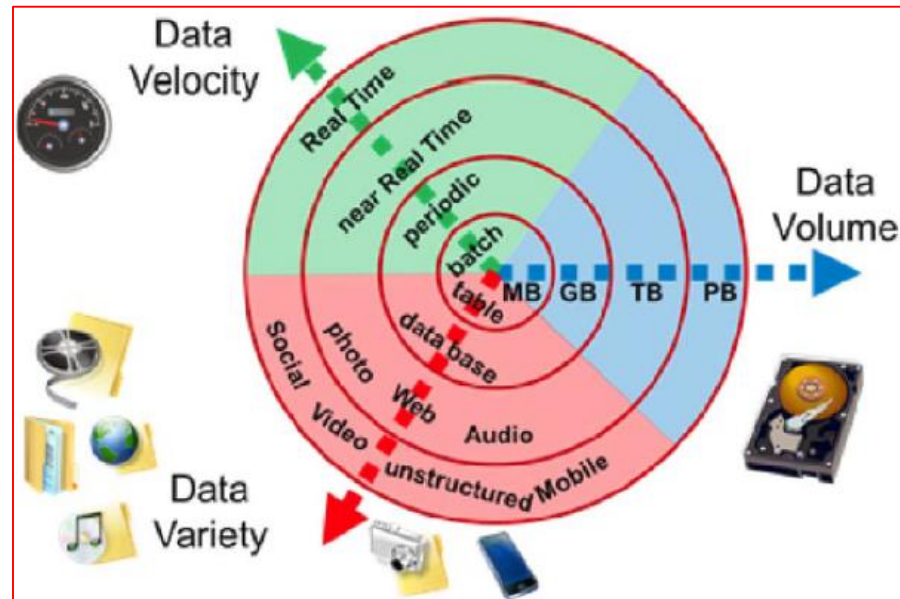 Data
Velocity
Real Time
near Real Time
periodic
batch
Data
Volume
MB GB TB PB
table
data base
photo Web Audio
Social Video unstructured Mobile
Data
Variety